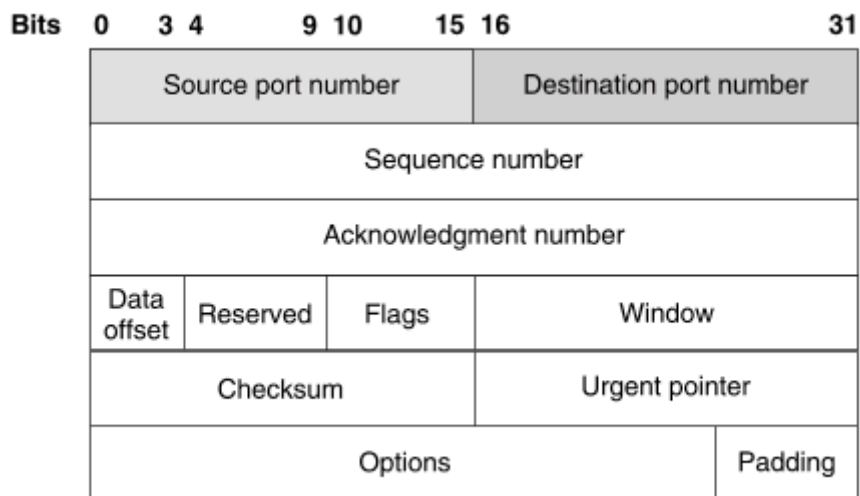 Bits 0 3 4 9 10 15 16 31
Source port number Destination port number
Sequence number
Acknowledgment number
Data offset Reserved Flags Window
Checksum Urgent pointer
Options Padding